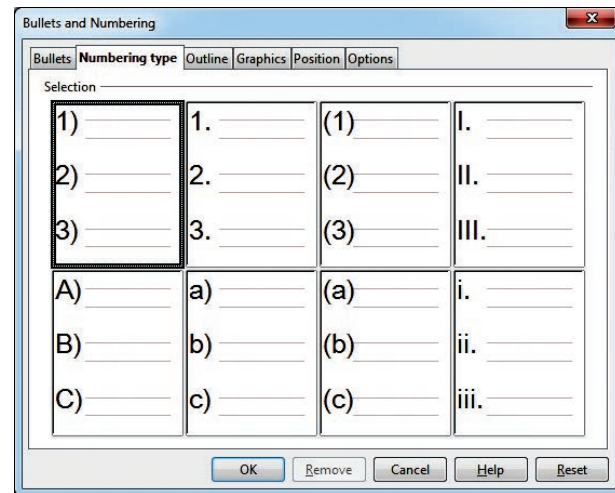 Bullets and Numbering
Bullets Numbering type Outline Graphics Position Options
Selection
1) 1. (1) I.
2) 2. (2) II.
3) 3. (3) III.
A) a) (a) i.
B) b) (b) ii.
C) c) (c) iii.
OK Remove Cancel Help Reset